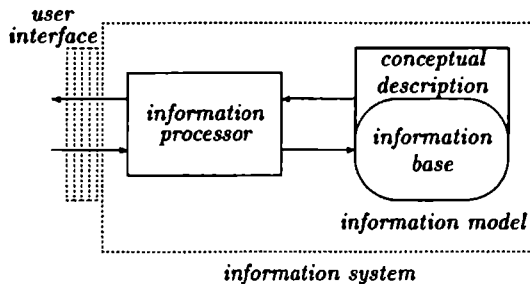 user
interface
conceptual
description
information
processor
information
base
information model
information system